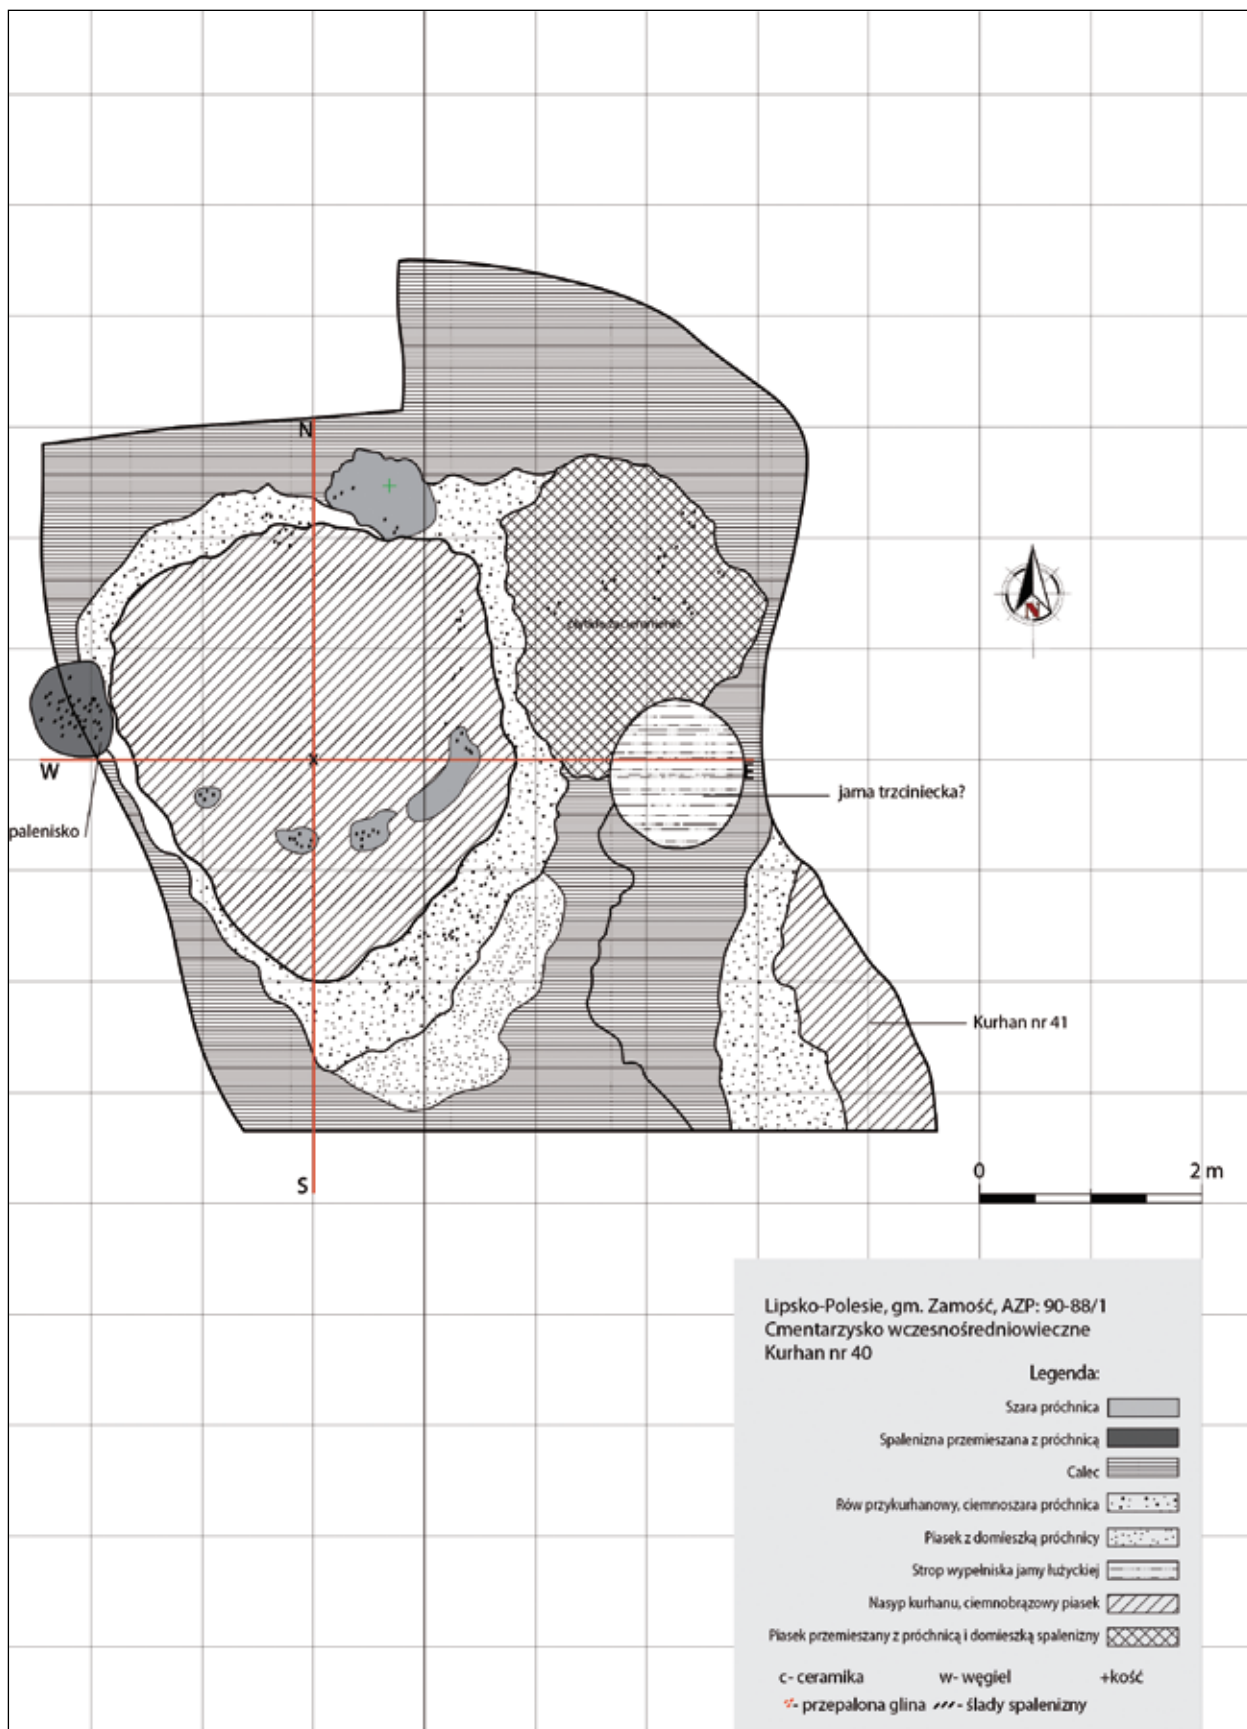 N
N
W
E
jama trzciniecka?
palenisko
Kurhan nr 41
S
0 2 m
Lipsko-Polesie, gm. Zamość, AZP: 90-88/1
Cmentarzysko wczesnośredniowieczne
Kurhan nr 40
Legenda:
Szara próchnica
Spalenizna przemieszana z próchnicą
Calec
Rów przykurhanowy, ciemnoszara próchnica
Piasek z domieszką próchnicy
Strop wypełniska jamy łużyckiej
Nasyp kurhanu, ciemnobrązowy piasek
Piasek przemieszany z próchnicą i domieszką spalenizny
c- ceramika w- węgiel +kość
- przepalona glina - ślady spalenizny